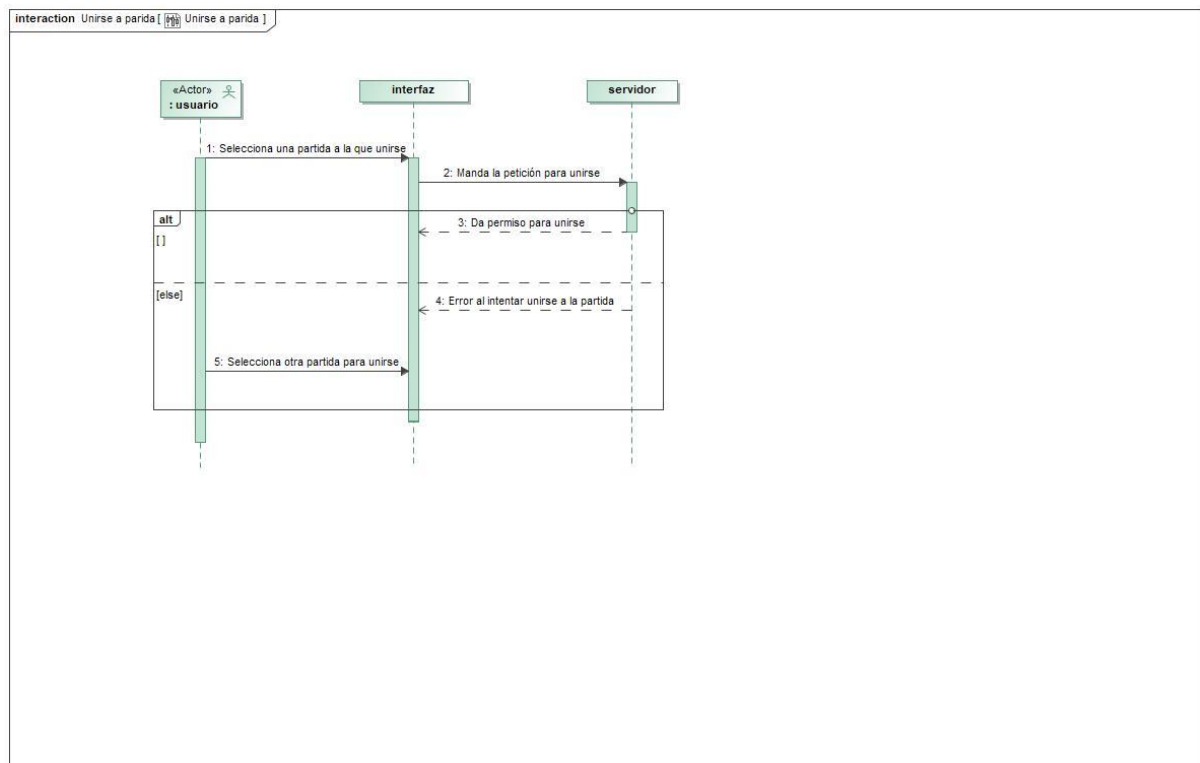 interaction Unirse a parida [ Unirse a parida ]
«Actor»
: usuario
interfaz
servidor
1: Selecciona una partida a la que unirse
2: Manda la petición para unirse
alt
3: Da permiso para unirse
[ ]
[else]
4: Error al intentar unirse a la partida
5: Selecciona otra partida para unirse